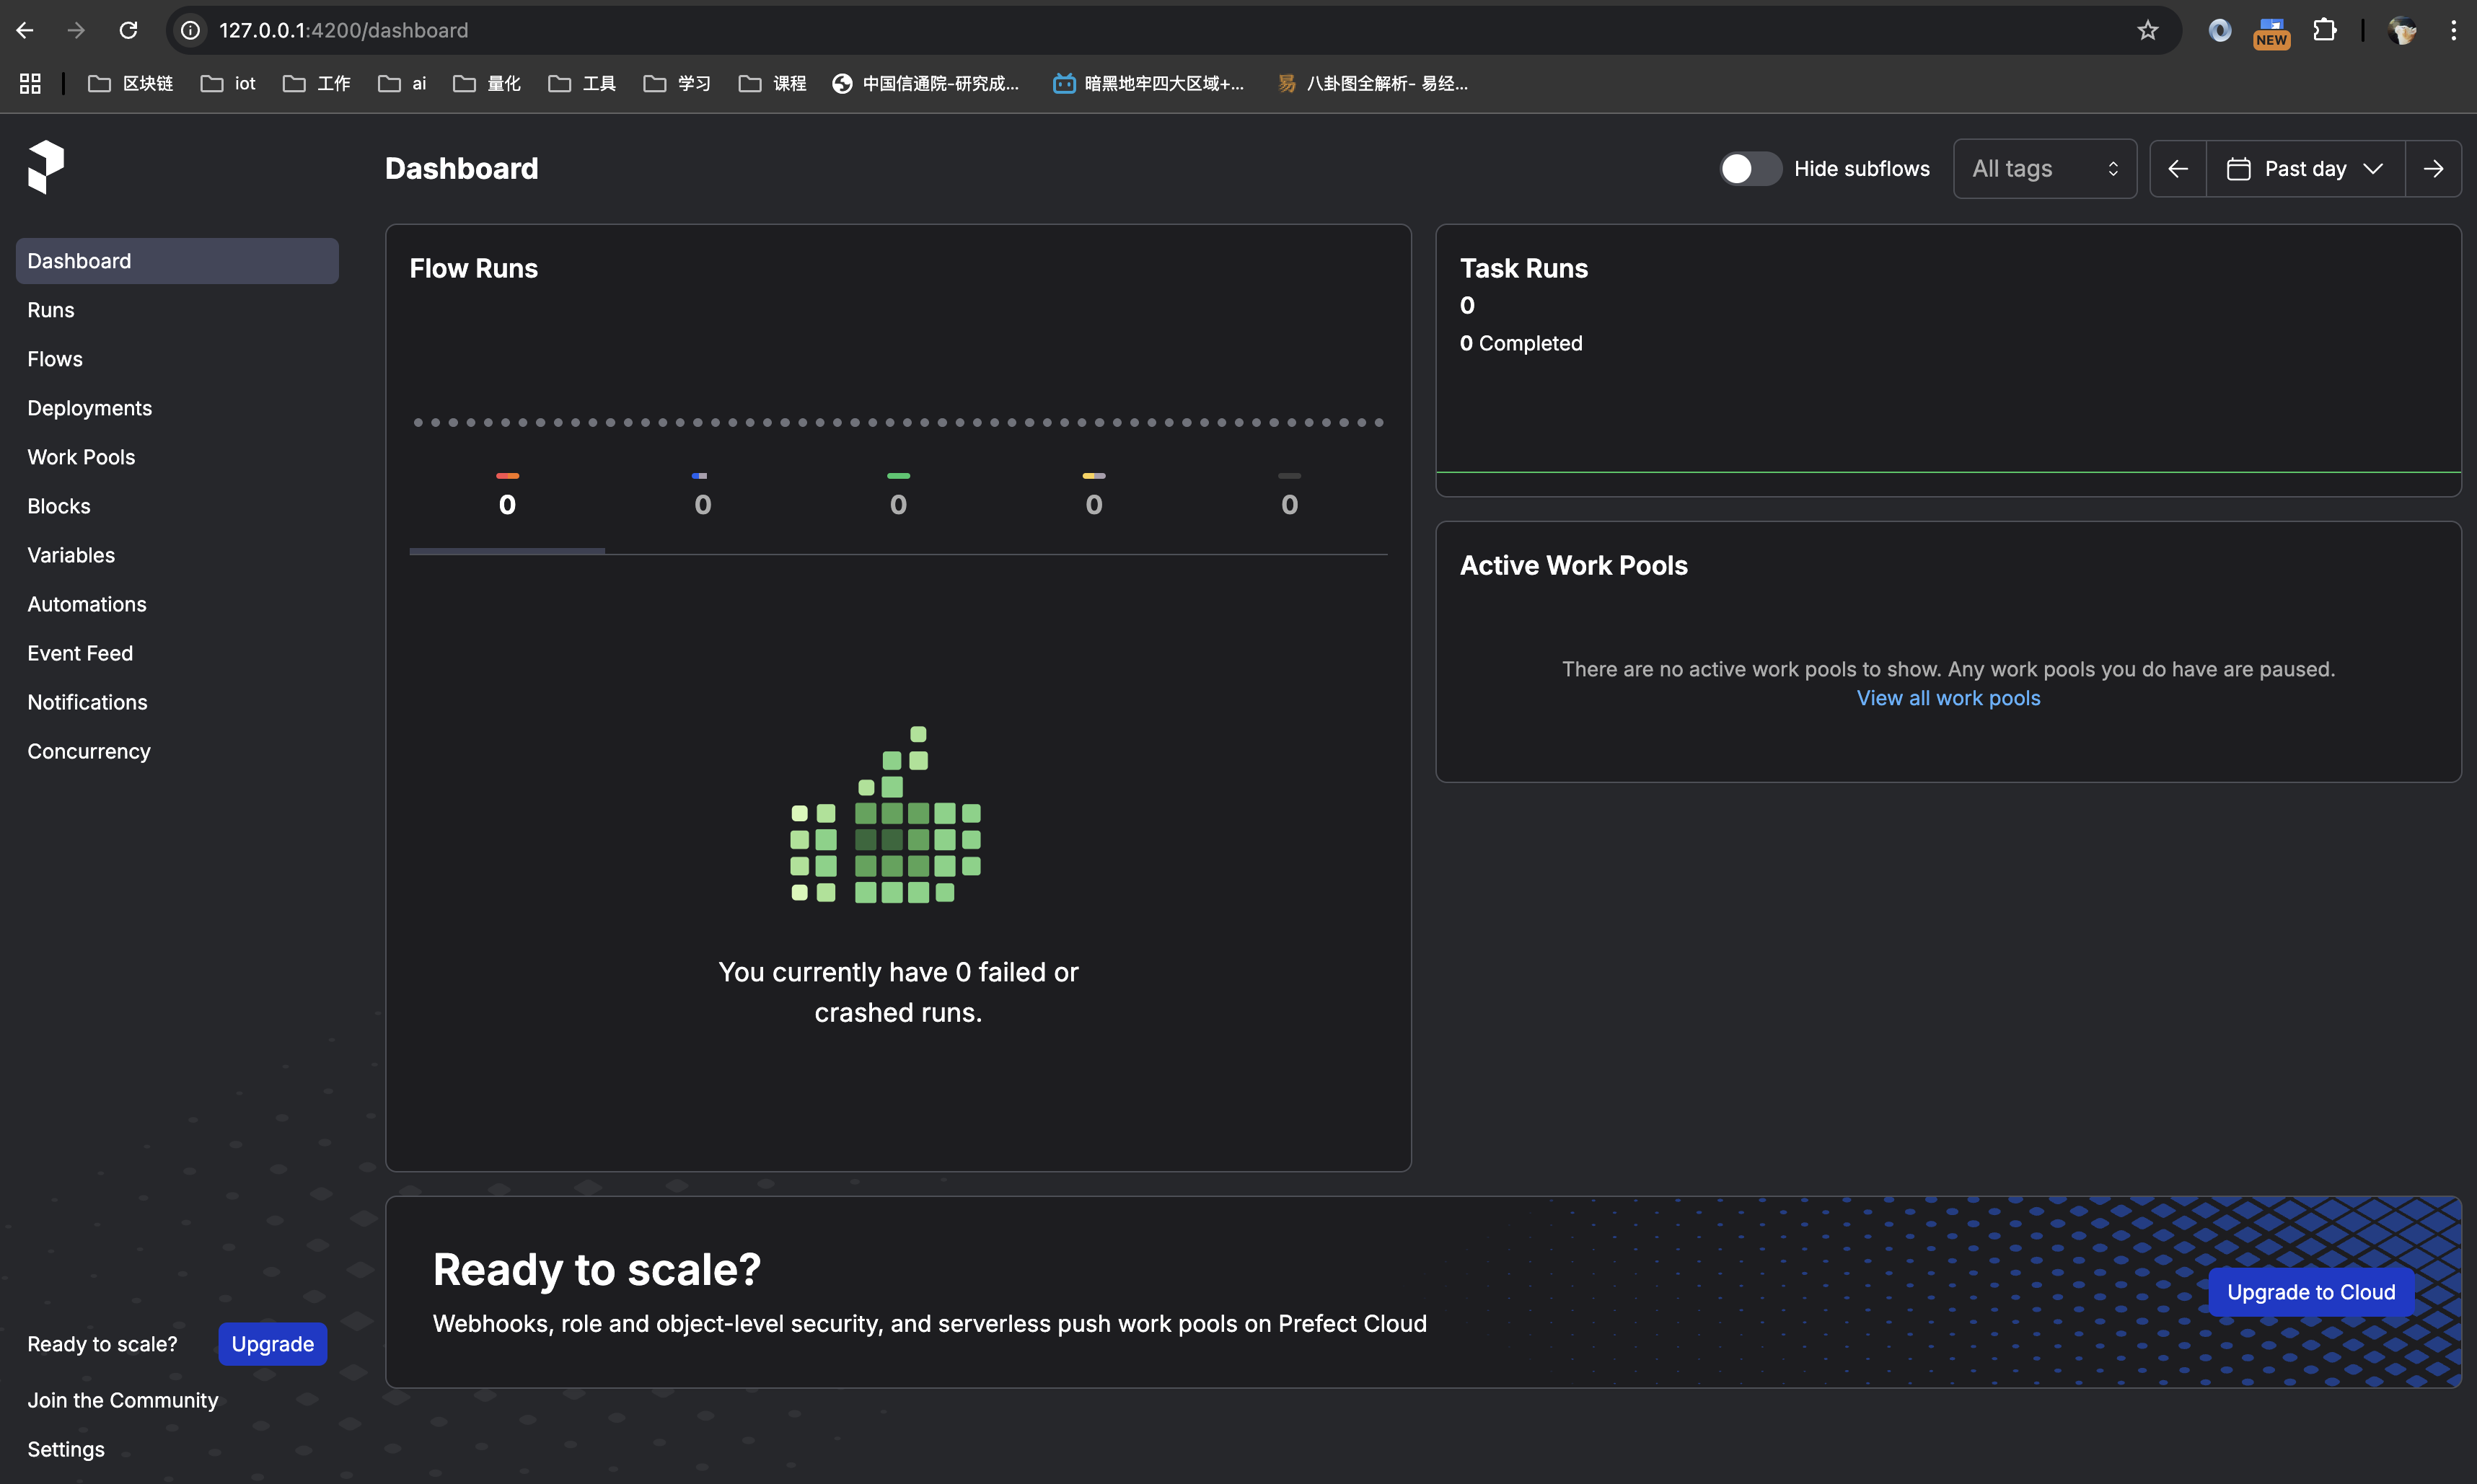 127.0.0.1:4200/dashboard
NEW
区块链
iot
工作
ai
量化
工具
学习
课程
中国信通院-研究成...
暗黑地牢四大区域+...
易
八卦图全解析- 易经...
Dashboard
Hide subflows
All tags
Past day
Dashboard
Runs
Flows
Deployments
Work Pools
Blocks
Variables
Automations
Event Feed
Notifications
Concurrency
Flow Runs
0
0
0
0
0
You currently have 0 failed or
crashed runs.
Task Runs
0
0 Completed
Active Work Pools
There are no active work pools to show. Any work pools you do have are paused.
View all work pools
Ready to scale?
Webhooks, role and object-level security, and serverless push work pools on Prefect Cloud
Upgrade to Cloud
Ready to scale?
Upgrade
Join the Community
Settings